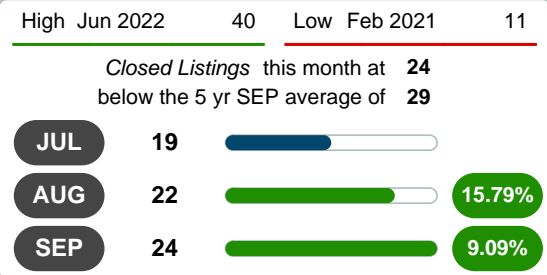 High Jun 2022 40 Low Feb 2021 11
Closed Listings this month at 24
below the 5 yr SEP average of 29
JUL 19
AUG 22 15.79%
SEP 24 9.09%